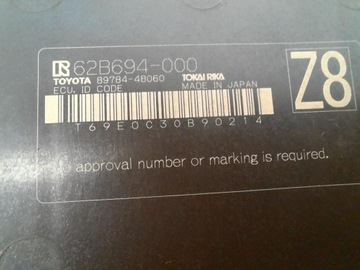 62B694-000
TOYOTA 89784-48060 TOKAI RIKA
ECU, ID CODE MADE IN JAPAN
Z8
T69E0C30B90214
No approval number or marking is required.